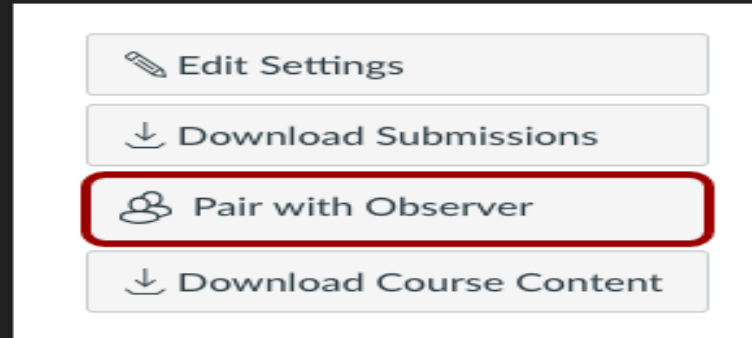 Edit Settings
Download Submissions
Pair with Observer
Download Course Content